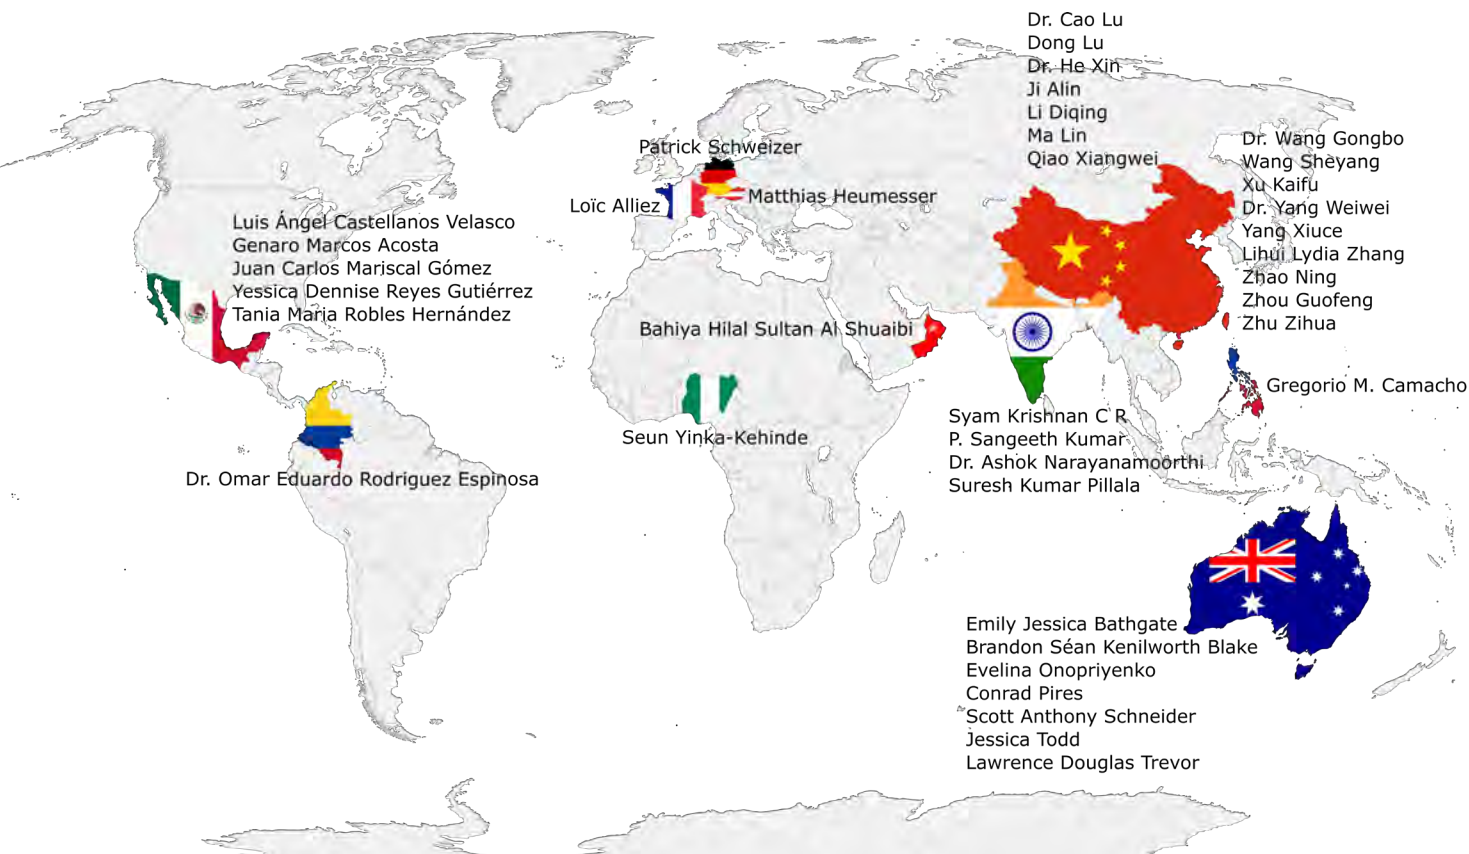 Dr. Cao Lu
Dong Lu
Dr. He Xin
Ji Alin
Li Diqing
Ma Lin
Qiao Xiangwei
Dr. Wang Gongbo
Wang Sheyang
Xu Kaifu
Dr. Yang Weiwei
Yang Xiuce
Lihui Lydia Zhang
Zhao Ning
Zhou Guofeng
Zhu Zihua
Patrick Schweizer
Matthias Heumesser
Loïc Alliez
Luis Ángel Castellanos Velasco
Genaro Marcos Acosta
Juan Carlos Mariscal Gómez
Yessica Dennise Reyes Gutiérrez
Tania Maria Robles Hernández
Bahiya Hilal Sultan Al Shuaibi
Gregorio M. Camacho
Seun Yinka-Kehinde
Syam Krishnan C R
P. Sangeeth Kumar
Dr. Ashok Narayanamoorthi
Suresh Kumar Pillala
Dr. Omar Eduardo Rodriguez Espinosa
Emily Jessica Bathgate
Brandon Séan Kenilworth Blake
Evelina Onopriyenko
Conrad Pires
Scott Anthony Schneider
Jessica Todd
Lawrence Douglas Trevor